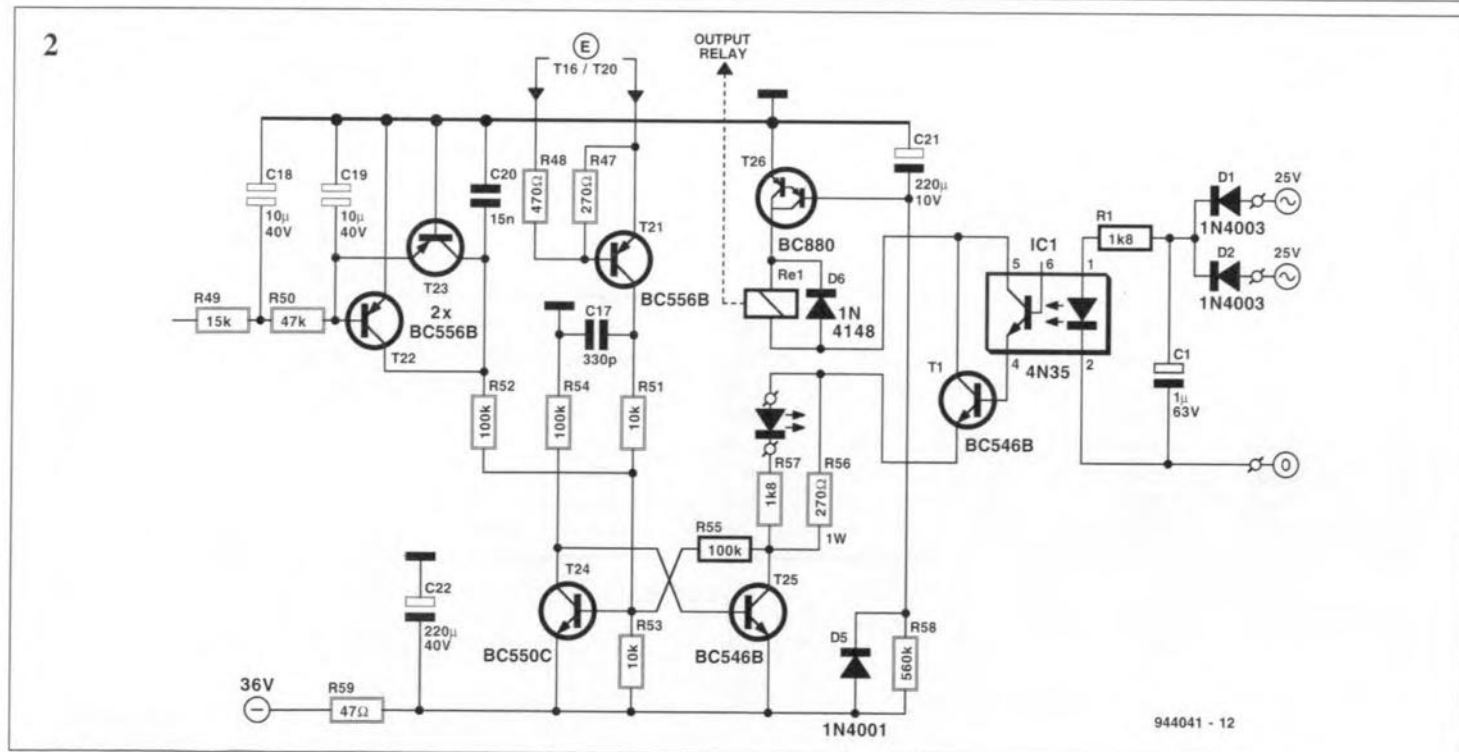 2
E
T16 / T20
OUTPUT
RELAY
C18
10μ
40V
C19
10μ
40V
C20
15n
R48
470Ω
R47
270Ω
T21
BC556B
T26
BC880
C21
220μ
10V
D1
1N4003
25V
R1
1k8
D2
1N4003
25V
IC1
5
6
1
4
2
4N35
Re1
D6
1N
4148
T23
2x
BC556B
R49
15k
R50
47k
T22
C17
330p
R52
100k
R54
100k
R51
10k
T1
BC546B
C1
1μ
63V
0
R57
1k8
R56
270Ω
1W
R55
100k
T24
BC550C
T25
BC546B
C22
220μ
40V
R53
10k
D5
1N4001
R58
560k
36V
R59
47Ω
944041 - 12